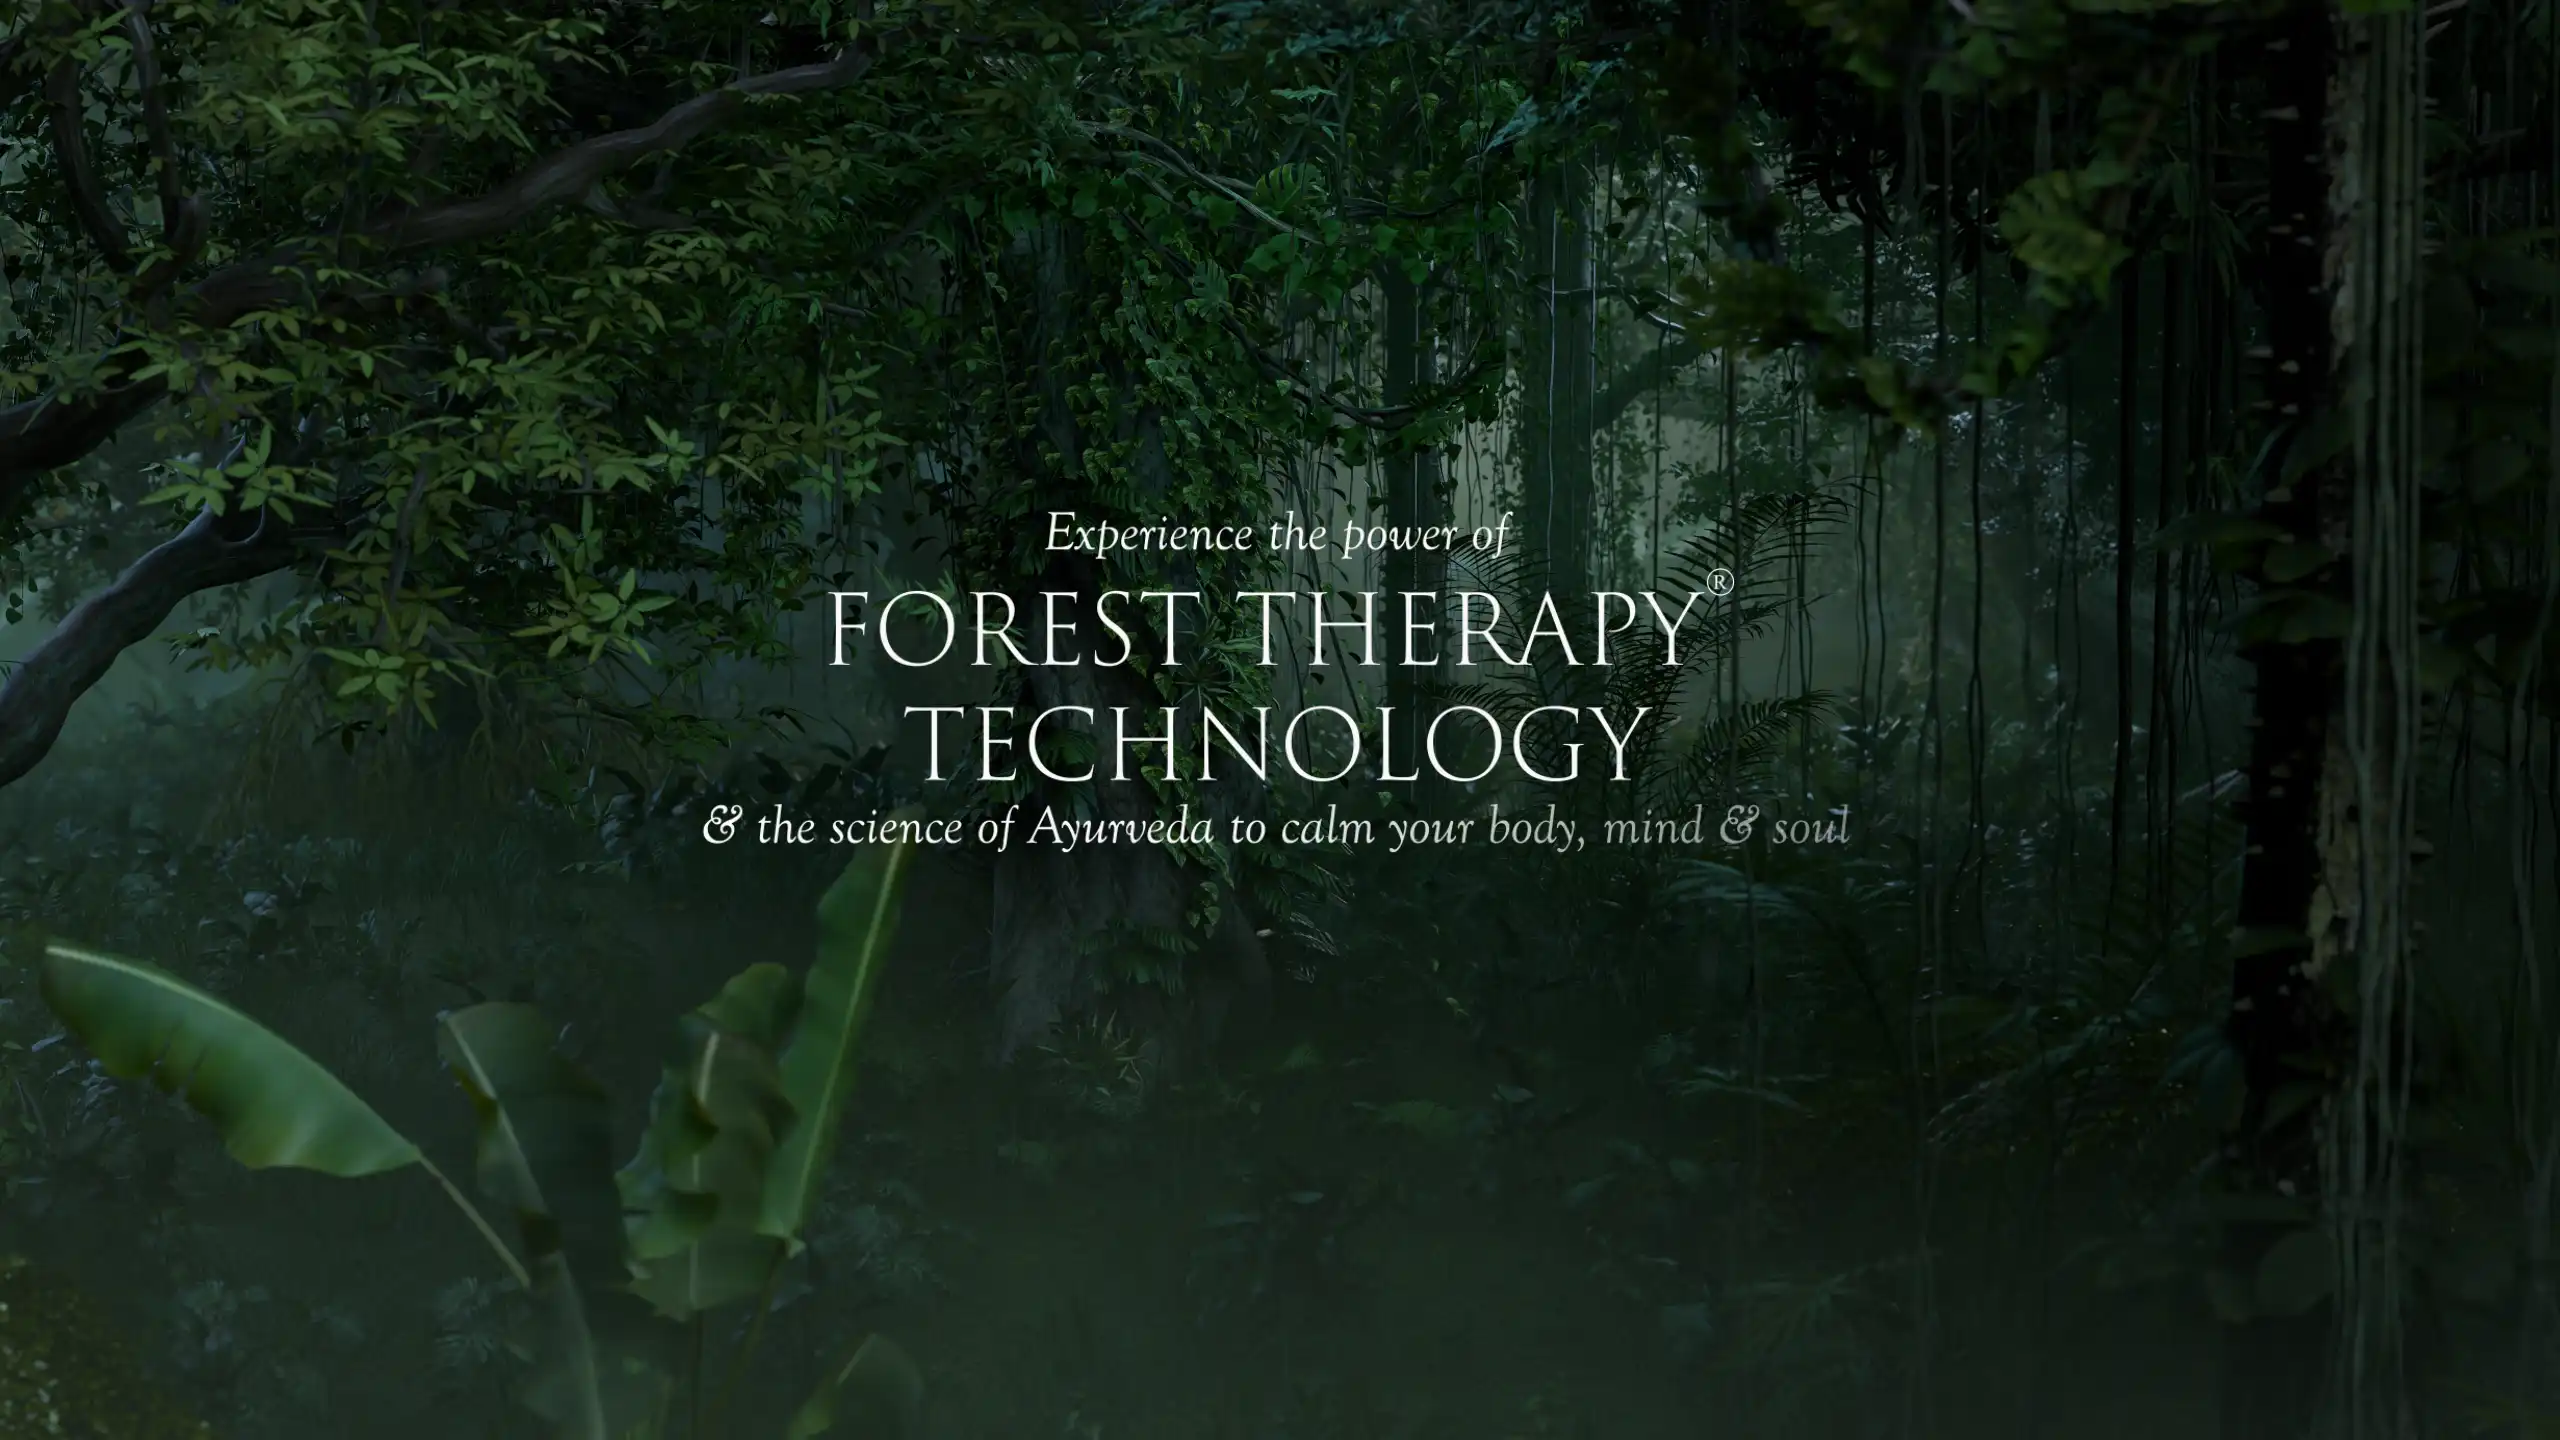 Experience the power of
FOREST THERAPY®
TECHNOLOGY
& the science of Ayurveda to calm your body, mind & soul